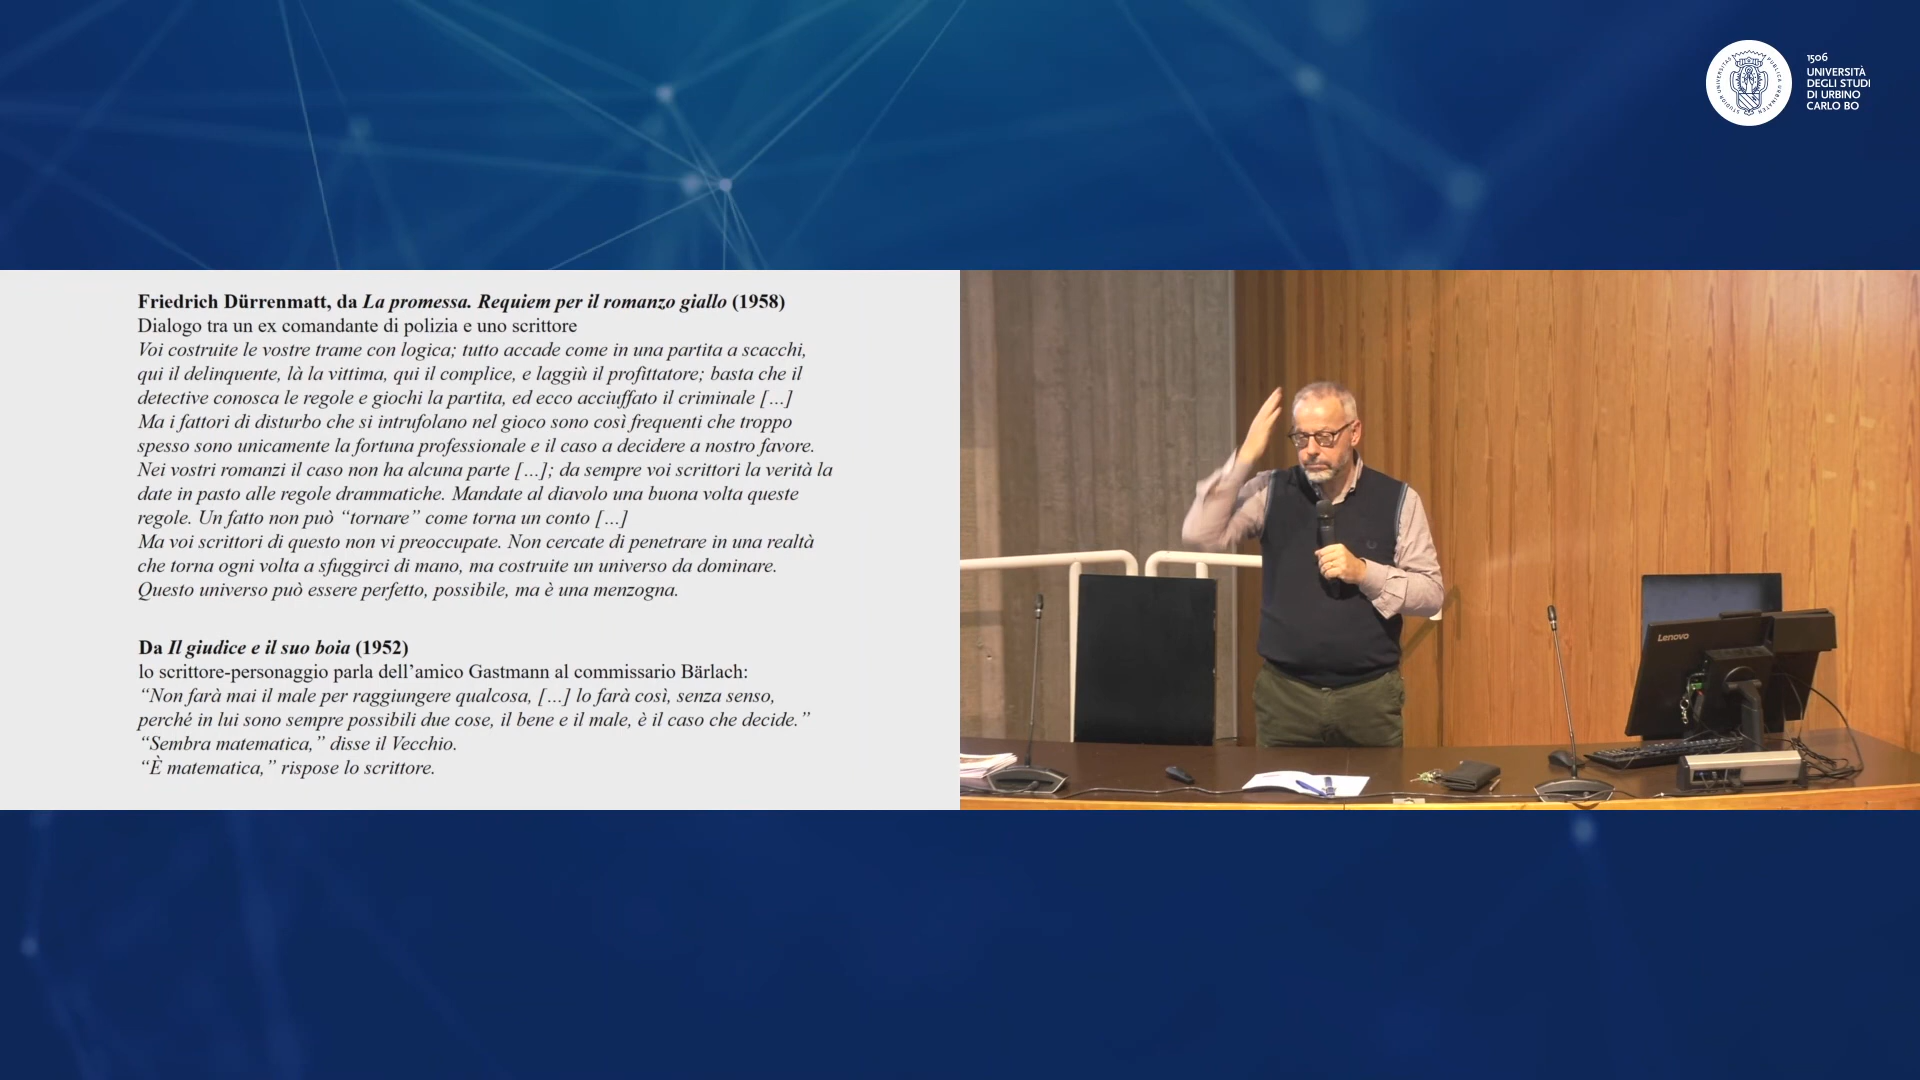 1506
UNIVERSITÀ
DEGLI STUDI
DI URBINO
CARLO BO
Friedrich Dürrenmatt, da La promessa. Requiem per il romanzo giallo (1958)
Dialogo tra un ex comandante di polizia e uno scrittore
Voi costruite le vostre trame con logica; tutto accade come in una partita a scacchi,
qui il delinquente, là la vittima, qui il complice, e laggiù il profittatore; basta che il
detective conosca le regole e giochi la partita, ed ecco acciuffato il criminale […]
Ma i fattori di disturbo che si intrufolano nel gioco sono così frequenti che troppo
spesso sono unicamente la fortuna professionale e il caso a decidere a nostro favore.
Nei vostri romanzi il caso non ha alcuna parte […]; da sempre voi scrittori la verità la
date in pasto alle regole drammatiche. Mandate al diavolo una buona volta queste
regole. Un fatto non può “tornare” come torna un conto […]
Ma voi scrittori di questo non vi preoccupate. Non cercate di penetrare in una realtà
che torna ogni volta a sfuggirci di mano, ma costruite un universo da dominare.
Questo universo può essere perfetto, possibile, ma è una menzogna.
Da Il giudice e il suo boia (1952)
lo scrittore-personaggio parla dell’amico Gastmann al commissario Bärlach:
“Non farà mai il male per raggiungere qualcosa, […] lo farà così, senza senso,
perché in lui sono sempre possibili due cose, il bene e il male, è il caso che decide.”
“Sembra matematica,” disse il Vecchio.
“È matematica,” rispose lo scrittore.
Lenovo